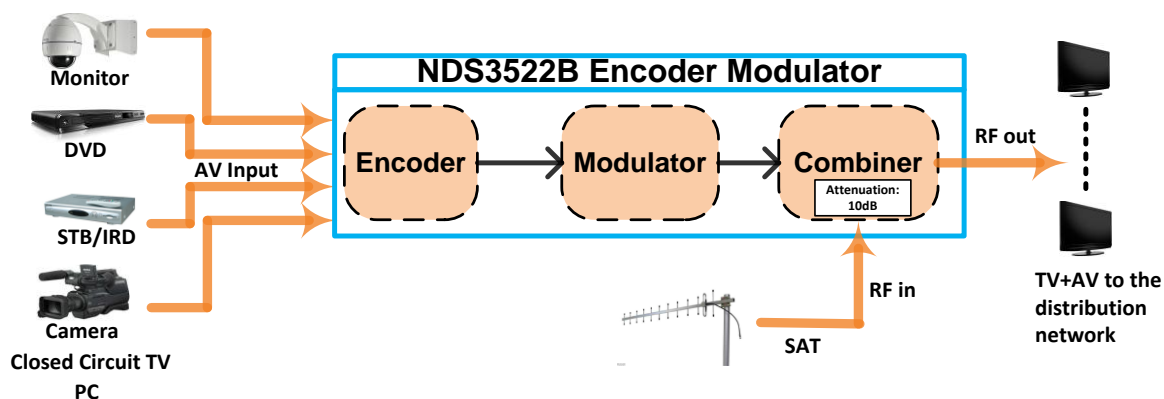 NDS3522B Encoder Modulator
Monitor
DVD
AV Input
STB/IRD
Camera
Closed Circuit TV
PC
Encoder
Modulator
Combiner
Attenuation:
10dB
RF out
RF in
SAT
TV+AV to the
distribution
network